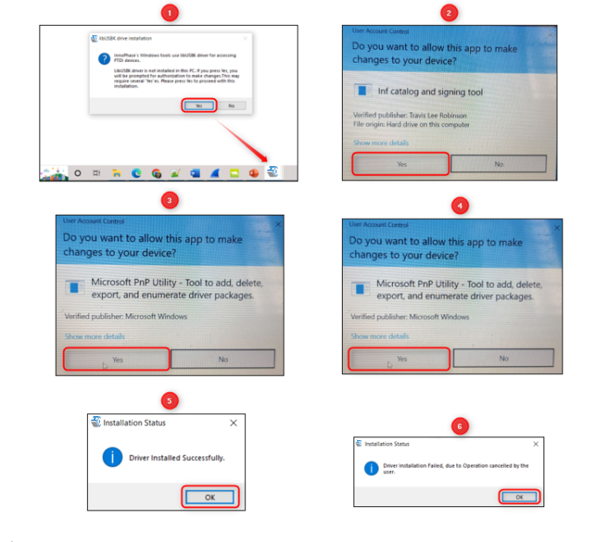 1
libUSBK drive Installation
InnoPhase's Windows tools use libUSBK driver for accessing
FTDI devices.
LibUSBK driver is not installed in this PC. If you press Yes, you
will be prompted for authorisation to make changes.This may
require several 'Yes'es. Please press Yes to proceed with this
installation.
Yes
No
2
User Account Control
Do you want to allow this app to make
changes to your device?
Inf catalog and signing tool
Verified publisher: Travis Lee Robinson
File origin: Hard drive on this computer
Show more details
Yes
No
3
User Account Control
Do you want to allow this app to make
changes to your device?
Microsoft PnP Utility - Tool to add, delete,
export, and enumerate driver packages.
Verified publisher: Microsoft Windows
Show more details
Yes
No
4
User Account Control
Do you want to allow this app to make
changes to your device?
Microsoft PnP Utility - Tool to add, delete,
export, and enumerate driver packages.
Verified publisher: Microsoft Windows
Show more details
Yes
No
5
Installation Status
Driver Installed Successfully.
OK
6
Installation Status
Driver Installation Failed, due to Operation cancelled by the
user.
OK